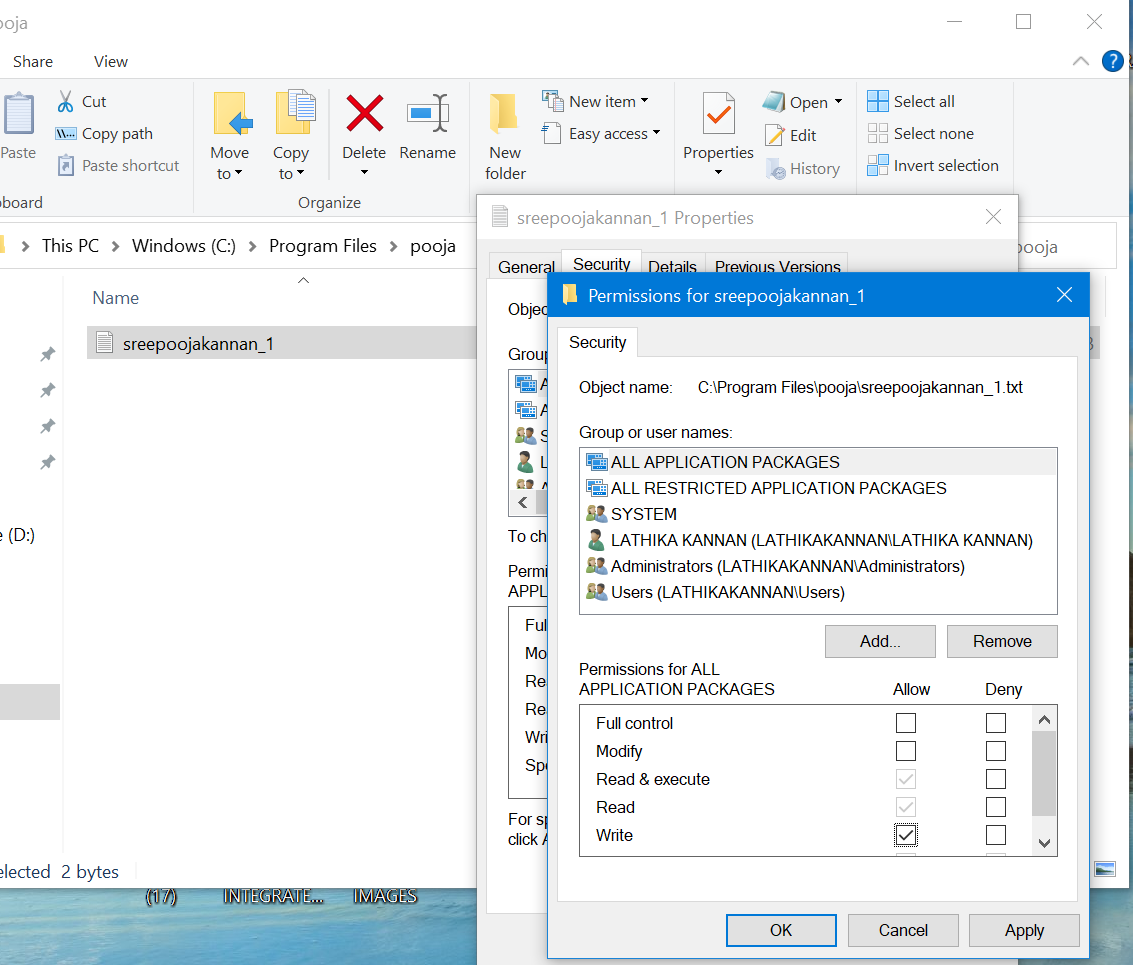 ooja
Share View
Cut
Copy path
Paste shortcut
Paste
board
Move to
Copy to
Delete
Rename
Organize
New folder
New item
Easy access
Properties
Open
Edit
History
Select all
Select none
Invert selection
This PC > Windows (C:) > Program Files > pooja
pooja
Name
sreepoojakannan_1
e (D:)
elected 2 bytes
(17) INTEGRATE... IMAGES
sreepoojakannan_1 Properties
General Security Details Previous Versions
Objec
Group
A
A
S
L
A
To ch
Permi
APPL
Ful
Mo
Rea
Rea
Wri
Spe
For sp
click A
Permissions for sreepoojakannan_1
Security
Object name: C:\Program Files\pooja\sreepoojakannan_1.txt
Group or user names:
ALL APPLICATION PACKAGES
ALL RESTRICTED APPLICATION PACKAGES
SYSTEM
LATHIKA KANNAN (LATHIKAKANNAN\LATHIKA KANNAN)
Administrators (LATHIKAKANNAN\Administrators)
Users (LATHIKAKANNAN\Users)
Add... Remove
Permissions for ALL
APPLICATION PACKAGES Allow Deny
Full control
Modify
Read & execute
Read
Write
OK Cancel Apply